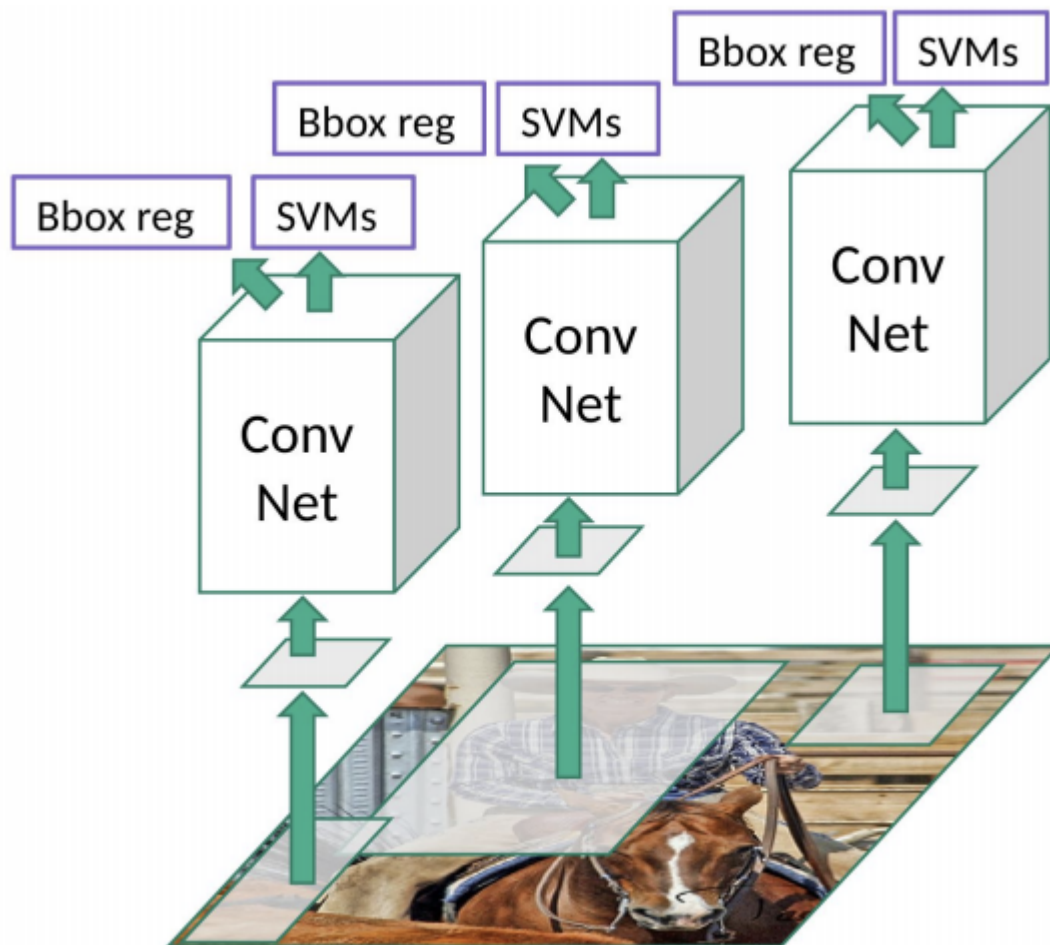 Bbox reg
SVMs
Bbox reg
SVMs
Bbox reg
SVMs
Conv
Net
Conv
Net
Conv
Net